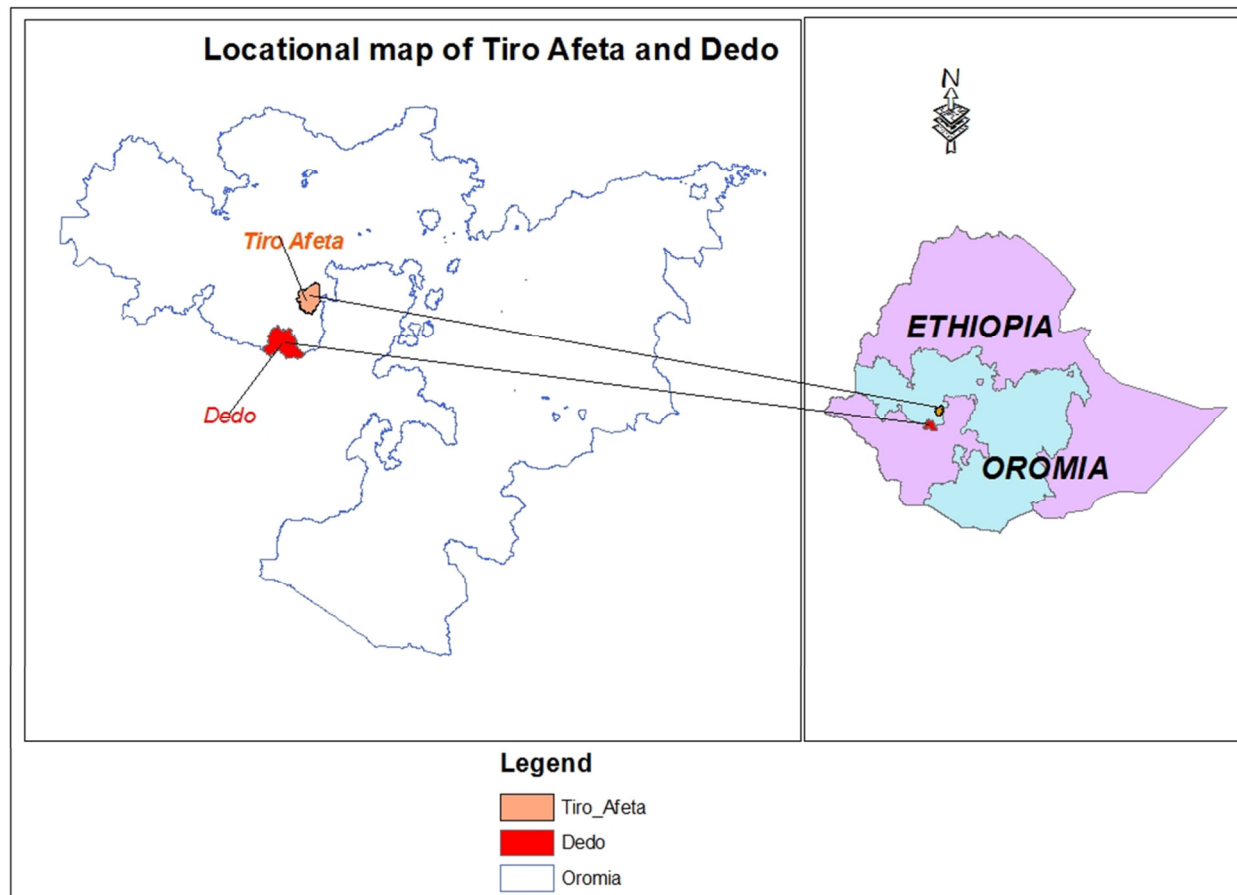 Locational map of Tiro Afeta and Dedo
N
Tiro Afeta
Dedo
ETHIOPIA
OROMIA
Legend
Tiro_Afeta
Dedo
Oromia